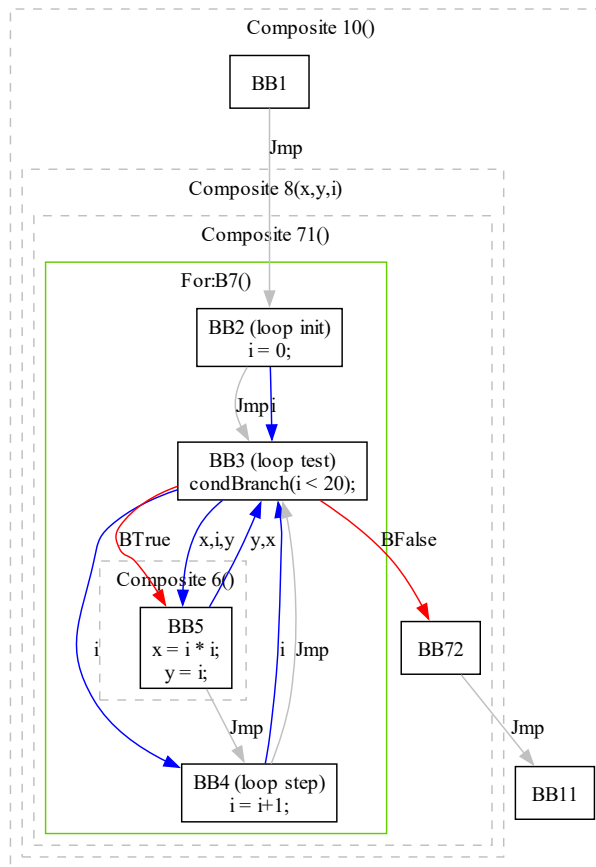 Composite 10()
BB1
Jmp
Composite 8(x,y,i)
Composite 71()
For:B7()
BB2 (loop init)
i = 0;
Jmp
i
BB3 (loop test)
condBranch(i < 20);
BTrue
x,i,y
y,x
BFalse
Composite 6()
BB5
x = i * i;
y = i;
i
i
Jmp
BB72
Jmp
Jmp
BB4 (loop step)
i = i+1;
BB11